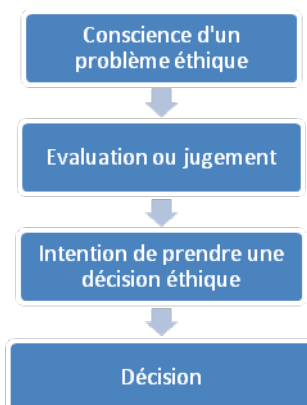 Conscience d'un
problème éthique
Evaluation ou jugement
Intention de prendre une
décision éthique
Décision